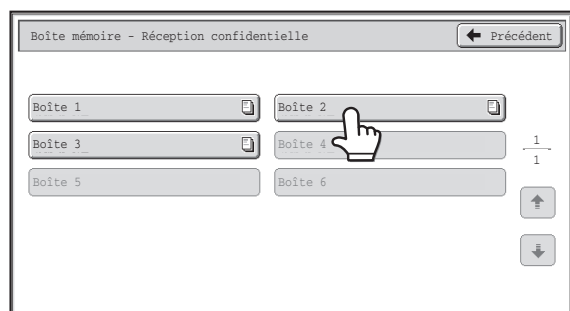 Boîte mémoire - Réception confidentielle
Précédent
Boîte 1
Boîte 2
Boîte 3
Boîte 4
1
1
Boîte 5
Boîte 6